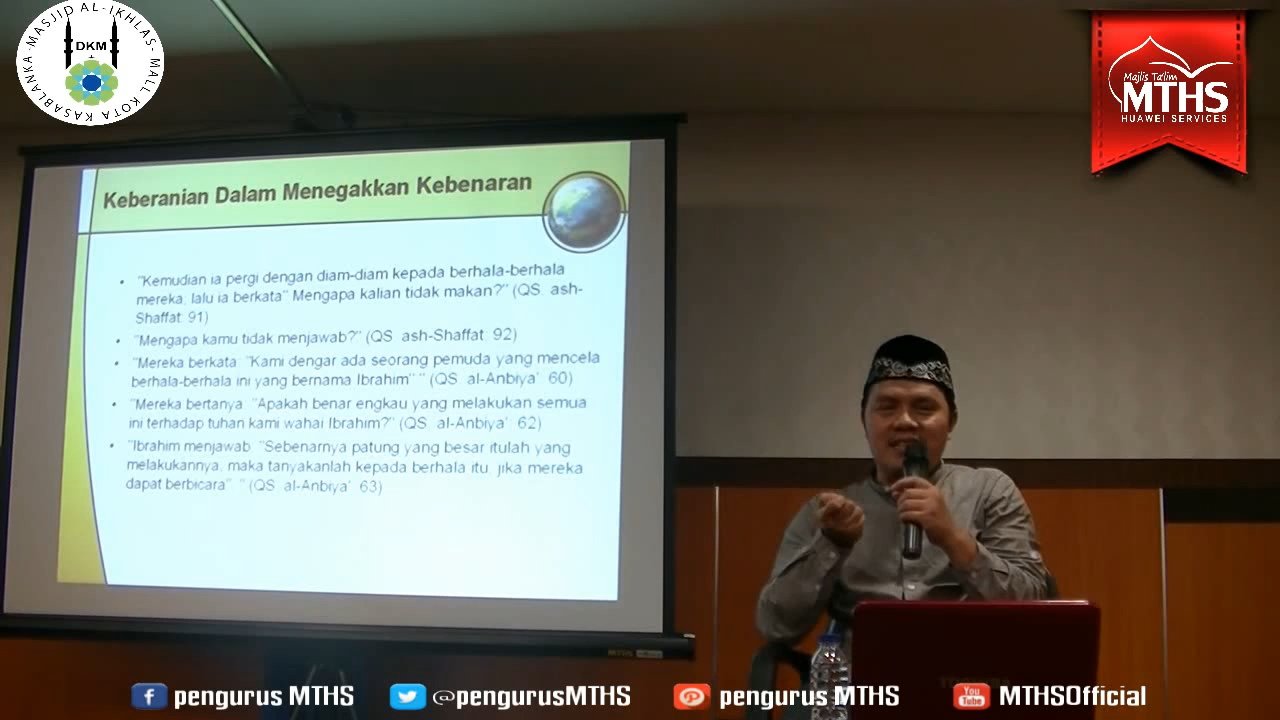 MASJID AL-IKHLAS - MALL KOTA KASABLANKA -
DKM
Majlis Ta'lim
MTHS
HUAWEI SERVICES
Keberanian Dalam Menegakkan Kebenaran
• "Kemudian ia pergi dengan diam-diam kepada berhala-berhala
mereka, lalu ia berkata" Mengapa kalian tidak makan?" (QS. ash-
Shaffat: 91)
• "Mengapa kamu tidak menjawab?" (QS. ash-Shaffat: 92)
• "Mereka berkata: "Kami dengar ada seorang pemuda yang mencela
berhala-berhala ini yang bernama Ibrahim" " (QS. al-Anbiya': 60)
• "Mereka bertanya: "Apakah benar engkau yang melakukan semua
ini terhadap tuhan kami wahai Ibrahim?" (QS. al-Anbiya': 62)
• "Ibrahim menjawab: "Sebenarnya patung yang besar itulah yang
melakukannya, maka tanyakanlah kepada berhala itu, jika mereka
dapat berbicara". " (QS. al-Anbiya': 63)
MTHS
pengurus MTHS
@pengurusMTHS
pengurus MTHS
You Tube
MTHSOfficial